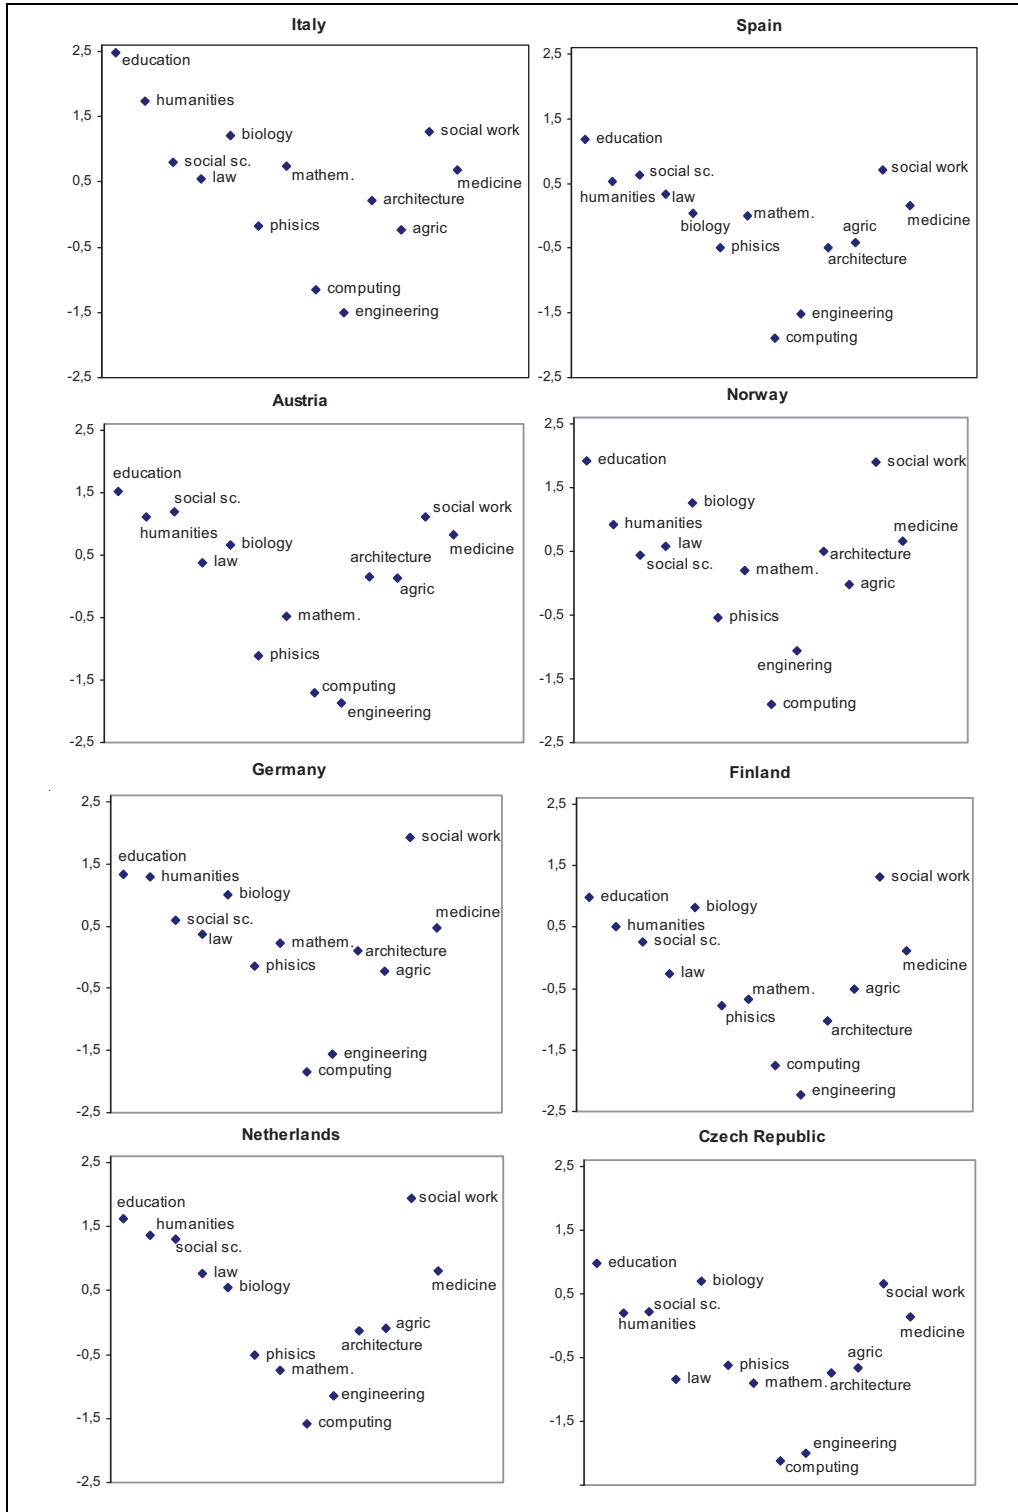 Italy
2,5
education
humanities
1,5
biology
social work
social sc.
mathem.
law
medicine
0,5
architecture
phisics
agric
-0,5
computing
engineering
-1,5
-2,5
Spain
2,5
1,5
education
social sc.
social work
0,5
humanities
law
medicine
mathem.
biology
agric
phisics
-0,5
architecture
engineering
computing
-1,5
-2,5
Austria
2,5
education
1,5
social sc.
social work
humanities
biology
medicine
law
architecture
0,5
agric
mathem.
-0,5
phisics
computing
-1,5
engineering
-2,5
Norway
2,5
education
social work
1,5
biology
humanities
medicine
law
architecture
social sc.
0,5
mathem.
agric
phisics
-0,5
enginering
computing
-1,5
-2,5
Germany
2,5
social work
education
1,5
humanities
biology
medicine
social sc.
0,5
law
mathem.
architecture
phisics
agric
-0,5
engineering
-1,5
computing
-2,5
Finland
2,5
social work
1,5
education
biology
humanities
0,5
social sc.
medicine
law
agric
mathem.
-0,5
phisics
architecture
computing
-1,5
engineering
-2,5
Netherlands
2,5
education
social work
humanities
1,5
social sc.
law
biology
medicine
0,5
agric
architecture
phisics
-0,5
mathem.
engineering
computing
-1,5
-2,5
Czech Republic
2,5
1,5
education
biology
social work
social sc.
0,5
humanities
medicine
agric
phisics
-0,5
law
mathem.
architecture
engineering
computing
-1,5
-2,5